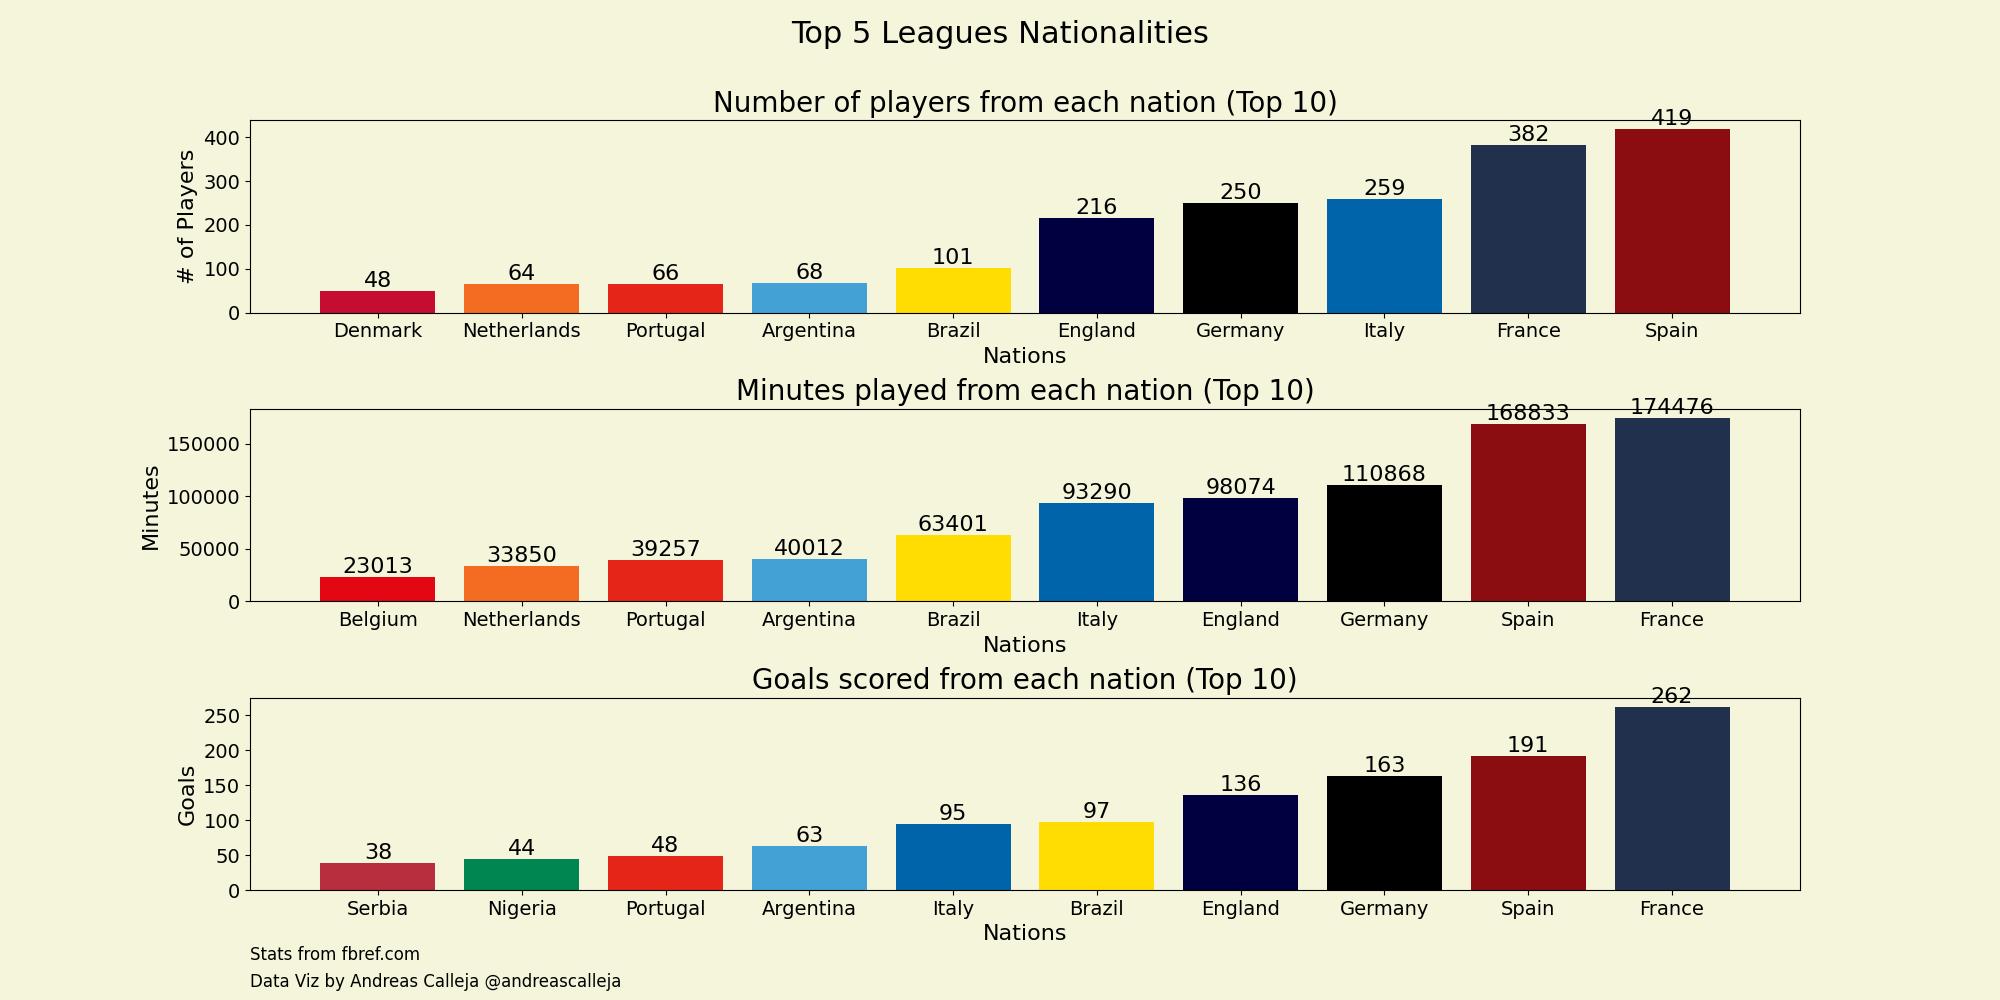 Top 5 Leagues Nationalities
Number of players from each nation (Top 10)
# of Players
400
300
200
100
0
48 64 66 68 101 216 250 259 382 419
Denmark Netherlands Portugal Argentina Brazil England Germany Italy France Spain
Nations
Minutes played from each nation (Top 10)
Minutes
150000
100000
50000
0
23013 33850 39257 40012 63401 93290 98074 110868 168833 174476
Belgium Netherlands Portugal Argentina Brazil Italy England Germany Spain France
Nations
Goals scored from each nation (Top 10)
Goals
250
200
150
100
50
0
38 44 48 63 95 97 136 163 191 262
Serbia Nigeria Portugal Argentina Italy Brazil England Germany Spain France
Nations
Stats from fbref.com
Data Viz by Andreas Calleja @andreascalleja